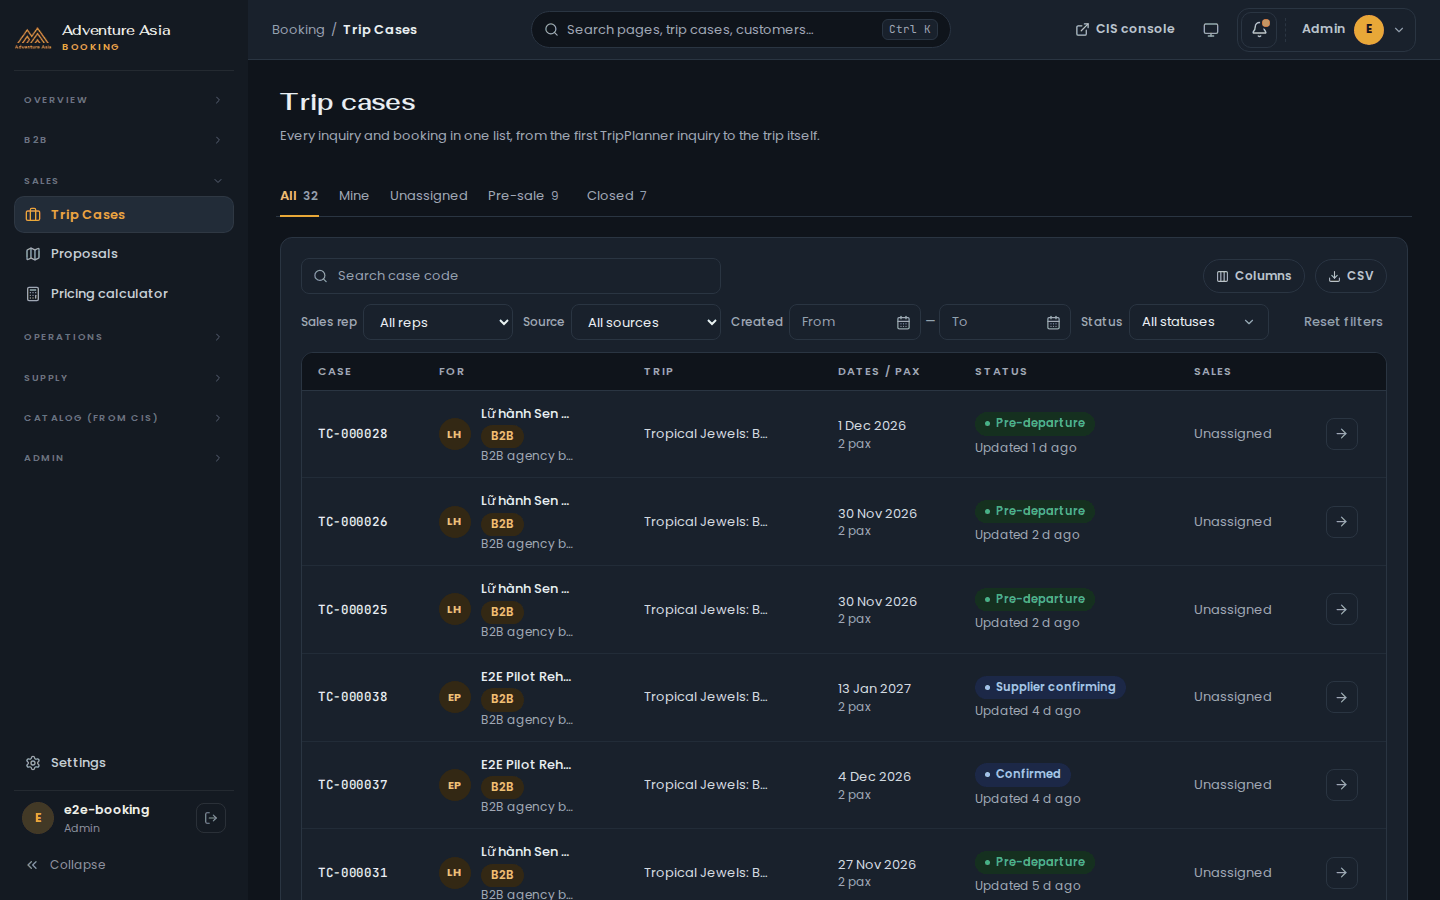 Adventure Asia
Adventure Asia
BOOKING
OVERVIEW
B2B
SALES
Trip Cases
Proposals
Pricing calculator
OPERATIONS
SUPPLY
CATALOG (FROM CIS)
ADMIN
Settings
E
e2e-booking
Admin
Collapse
Booking / Trip Cases
Search pages, trip cases, customers...
Ctrl K
CIS console
Admin
E
Trip cases
Every inquiry and booking in one list, from the first TripPlanner inquiry to the trip itself.
All 32
Mine
Unassigned
Pre-sale 9
Closed 7
Search case code
Columns
CSV
Sales rep
All reps
Source
All sources
Created
From
—
To
Status
All statuses
Reset filters
CASE
FOR
TRIP
DATES / PAX
STATUS
SALES
TC-000028
LH
Lữ hành Sen ...
B2B
B2B agency b...
Tropical Jewels: B...
1 Dec 2026
2 pax
Pre-departure
Updated 1 d ago
Unassigned
TC-000026
LH
Lữ hành Sen ...
B2B
B2B agency b...
Tropical Jewels: B...
30 Nov 2026
2 pax
Pre-departure
Updated 2 d ago
Unassigned
TC-000025
LH
Lữ hành Sen ...
B2B
B2B agency b...
Tropical Jewels: B...
30 Nov 2026
2 pax
Pre-departure
Updated 2 d ago
Unassigned
TC-000038
EP
E2E Pilot Reh...
B2B
B2B agency b...
Tropical Jewels: B...
13 Jan 2027
2 pax
Supplier confirming
Updated 4 d ago
Unassigned
TC-000037
EP
E2E Pilot Reh...
B2B
B2B agency b...
Tropical Jewels: B...
4 Dec 2026
2 pax
Confirmed
Updated 4 d ago
Unassigned
TC-000031
LH
Lữ hành Sen ...
B2B
B2B agency b...
Tropical Jewels: B...
27 Nov 2026
2 pax
Pre-departure
Updated 5 d ago
Unassigned